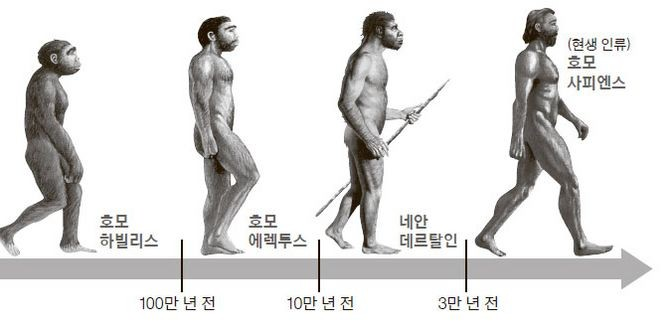 (현생 인류)
호모
사피엔스
호모
하빌리스
호모
에렉투스
네안
데르탈인
100만 년 전
10만 년 전
3만 년 전